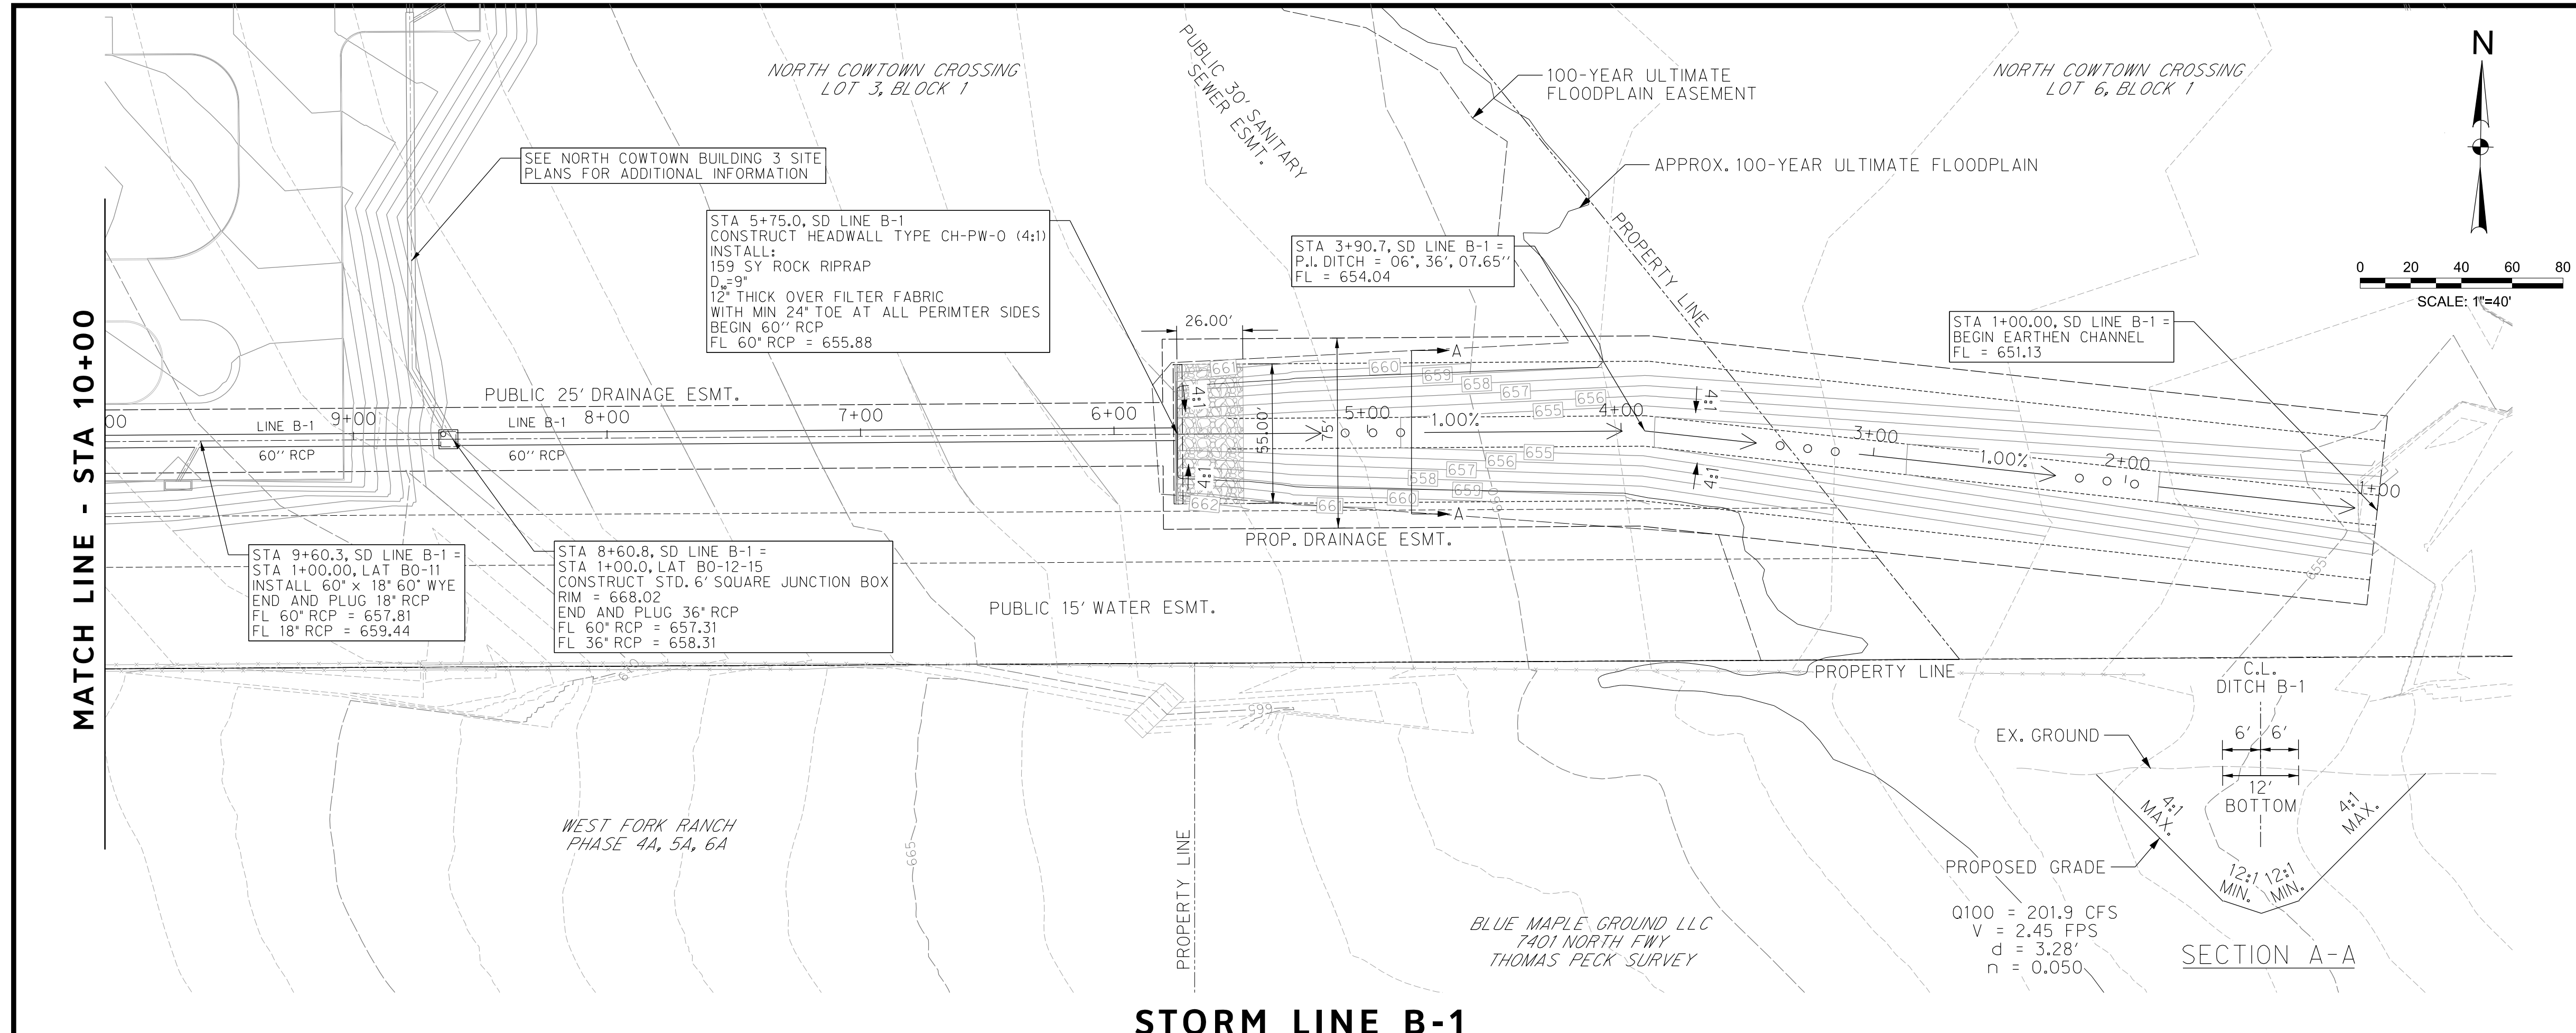 NORTH COWTOWN CROSSING
LOT 3, BLOCK 1
PUBLIC 30' SANITARY
SEWER ESMT.
100-YEAR ULTIMATE
FLOODPLAIN EASEMENT
NORTH COWTOWN CROSSING
LOT 6, BLOCK 1
N
SEE NORTH COWTOWN BUILDING 3 SITE
PLANS FOR ADDITIONAL INFORMATION
APPROX. 100-YEAR ULTIMATE FLOODPLAIN
PROPERTY LINE
0 20 40 60 80
SCALE: 1"=40'
STA 5+75.0, SD LINE B-1
CONSTRUCT HEADWALL TYPE CH-PW-O (4:1)
INSTALL:
159 SY ROCK RIPRAP
D50=9"
12" THICK OVER FILTER FABRIC
WITH MIN 24" TOE AT ALL PERIMTER SIDES
BEGIN 60'' RCP
FL 60" RCP = 655.88
STA 3+90.7, SD LINE B-1 =
P.I. DITCH = 06°, 36', 07.65''
FL = 654.04
STA 1+00.00, SD LINE B-1 =
BEGIN EARTHEN CHANNEL
FL = 651.13
MATCH LINE - STA 10+00
26.00'
A
661
660
659
658
657
656
655
4:1
4:1
PUBLIC 25' DRAINAGE ESMT.
00
LINE B-1
9+00
LINE B-1
8+00
7+00
6+00
5+00
1.00%
4+00
3+00
1.00%
2+00
1+00
60'' RCP
60'' RCP
55.00'
75'
4:1
4:1
655
656
657
658
659
660
661
662
660
A
PROP. DRAINAGE ESMT.
655
STA 9+60.3, SD LINE B-1 =
STA 1+00.00, LAT BO-11
INSTALL 60" x 18" 60° WYE
END AND PLUG 18" RCP
FL 60" RCP = 657.81
FL 18" RCP = 659.44
STA 8+60.8, SD LINE B-1 =
STA 1+00.0, LAT BO-12-15
CONSTRUCT STD. 6' SQUARE JUNCTION BOX
RIM = 668.02
END AND PLUG 36" RCP
FL 60" RCP = 657.31
FL 36" RCP = 658.31
PUBLIC 15' WATER ESMT.
670
665
PROPERTY LINE
C.L.
DITCH B-1
EX. GROUND
6' 6'
12'
BOTTOM
4:1
MAX.
4:1
MAX.
WEST FORK RANCH
PHASE 4A, 5A, 6A
665
PROPERTY LINE
PROPOSED GRADE
12:1 12:1
MIN. MIN.
BLUE MAPLE GROUND LLC
7401 NORTH FWY
THOMAS PECK SURVEY
Q100 = 201.9 CFS
V = 2.45 FPS
d = 3.28'
n = 0.050
SECTION A-A
STORM LINE B-1